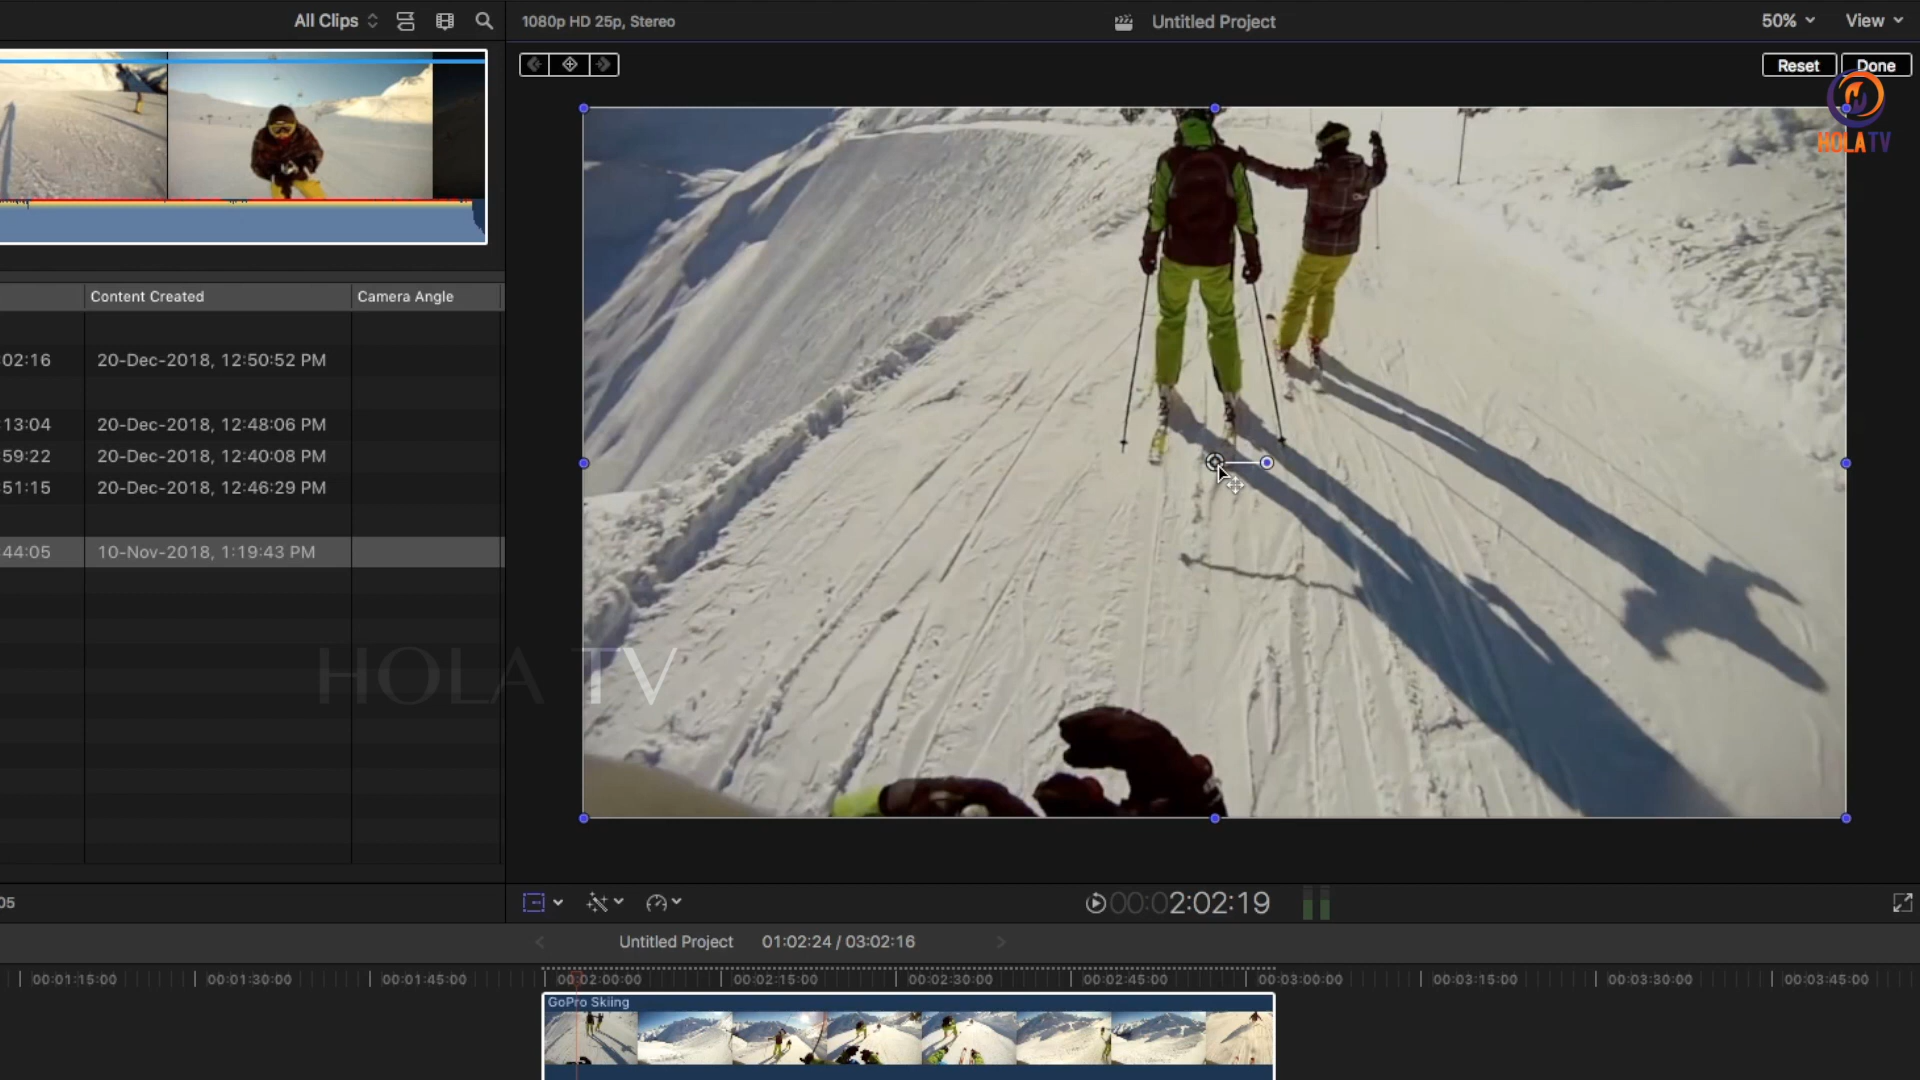 All Clips
1080p HD 25p, Stereo
Untitled Project
50%
View
Reset
Done
HOLATV
Content Created
Camera Angle
:02:16
20-Dec-2018, 12:50:52 PM
:13:04
20-Dec-2018, 12:48:06 PM
:59:22
20-Dec-2018, 12:40:08 PM
:51:15
20-Dec-2018, 12:46:29 PM
:44:05
10-Nov-2018, 1:19:43 PM
HOLA TV
05
00:02:02:19
Untitled Project
01:02:24 / 03:02:16
00:01:15:00
00:01:30:00
00:01:45:00
00:02:00:00
00:02:15:00
00:02:30:00
00:02:45:00
00:03:00:00
00:03:15:00
00:03:30:00
00:03:45:00
GoPro Skiing